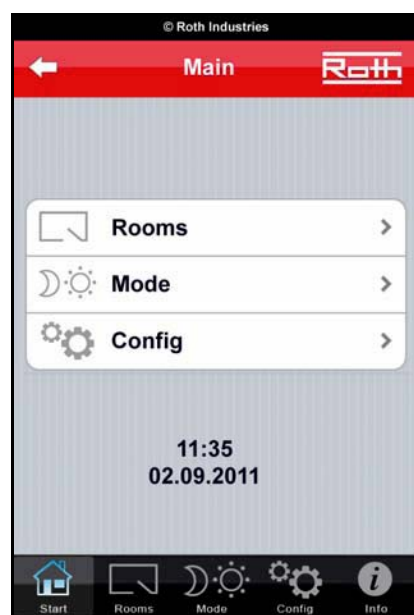 © Roth Industries
Main
Roth
Rooms
Mode
Config
11:35
02.09.2011
Start Rooms Mode Config Info